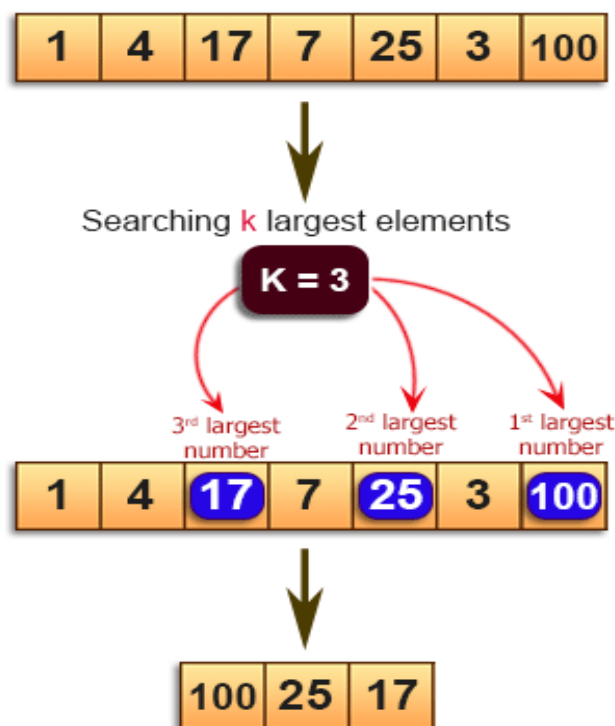 1 4 17 7 25 3 100
Searching k largest elements
K = 3
3rd largest number
2nd largest number
1st largest number
1 4 17 7 25 3 100
100 25 17